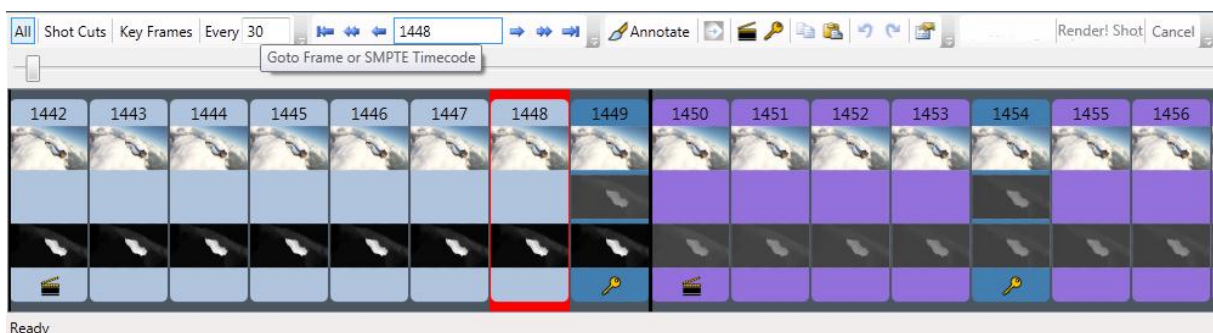 All Shot Cuts Key Frames Every 30 1448 Annotate Render! Shot Cancel
Goto Frame or SMPTE Timecode
1442 1443 1444 1445 1446 1447 1448 1449 1450 1451 1452 1453 1454 1455 1456
Ready